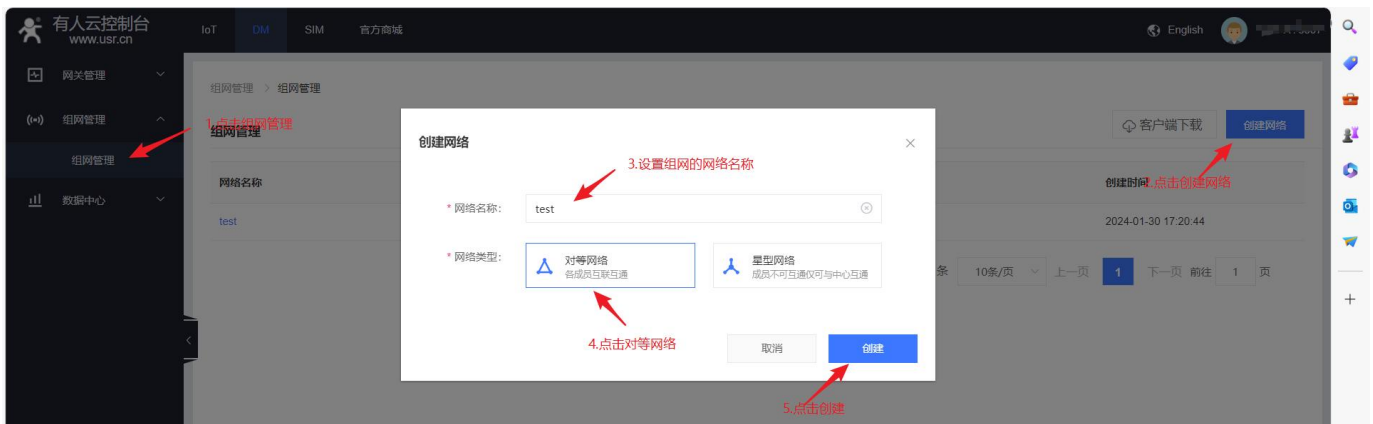 有人云控制台
www.usr.cn
IoT DM SIM 官方商城 English
网关管理
组网管理
组网管理
数据中心
组网管理 > 组网管理
1.点击组网管理
组网管理
客户端下载 创建网络
2.点击创建网络
网络名称 创建时间
test 2024-01-30 17:20:44
条 10条/页 上一页 1 下一页 前往 1 页
创建网络
3.设置组网的网络名称
* 网络名称: test
* 网络类型: 对等网络 星型网络
各成员互联互通 成员不可互通仅可与中心互通
4.点击对等网络
取消 创建
5.点击创建